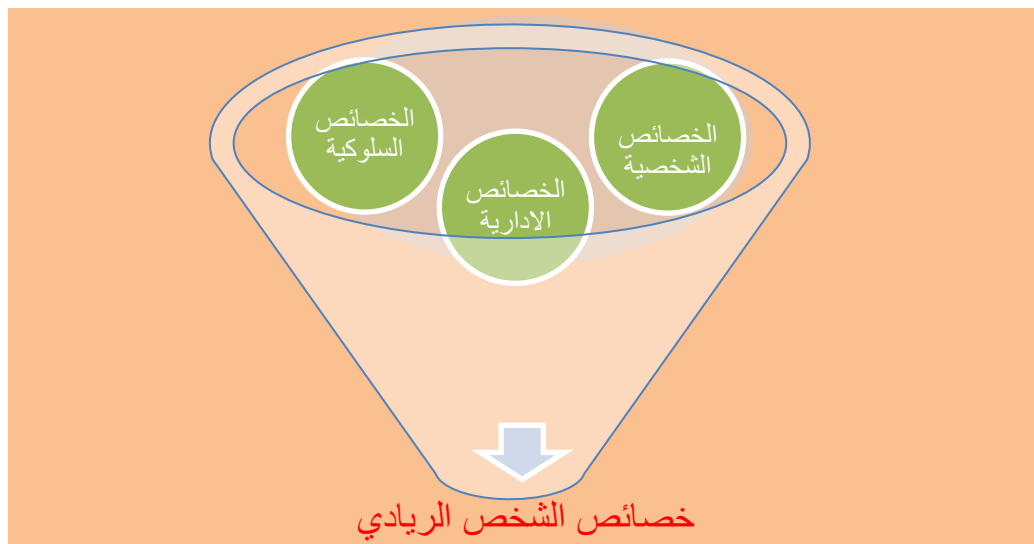 الخصائص
الشخصية
الخصائص
السلوكية
الخصائص
الادارية
خصائص الشخص الريادي